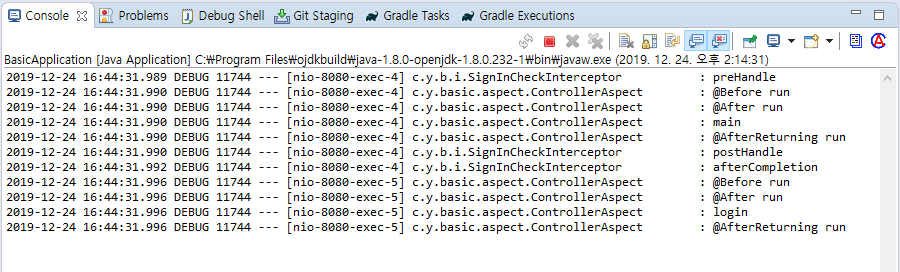 Console Problems Debug Shell Git Staging Gradle Tasks Gradle Executions
BasicApplication [Java Application] C:₩Program Files₩ojdkbuild₩java-1.8.0-openjdk-1.8.0.232-1₩bin₩javaw.exe (2019. 12. 24. 오후 2:14:31)
2019-12-24 16:44:31.989 DEBUG 11744 --- [nio-8080-exec-4] c.y.b.i.SignInCheckInterceptor : preHandle
2019-12-24 16:44:31.990 DEBUG 11744 --- [nio-8080-exec-4] c.y.basic.aspect.ControllerAspect : @Before run
2019-12-24 16:44:31.990 DEBUG 11744 --- [nio-8080-exec-4] c.y.basic.aspect.ControllerAspect : @After run
2019-12-24 16:44:31.990 DEBUG 11744 --- [nio-8080-exec-4] c.y.basic.aspect.ControllerAspect : main
2019-12-24 16:44:31.990 DEBUG 11744 --- [nio-8080-exec-4] c.y.basic.aspect.ControllerAspect : @AfterReturning run
2019-12-24 16:44:31.990 DEBUG 11744 --- [nio-8080-exec-4] c.y.b.i.SignInCheckInterceptor : postHandle
2019-12-24 16:44:31.992 DEBUG 11744 --- [nio-8080-exec-4] c.y.b.i.SignInCheckInterceptor : afterCompletion
2019-12-24 16:44:31.996 DEBUG 11744 --- [nio-8080-exec-5] c.y.basic.aspect.ControllerAspect : @Before run
2019-12-24 16:44:31.996 DEBUG 11744 --- [nio-8080-exec-5] c.y.basic.aspect.ControllerAspect : @After run
2019-12-24 16:44:31.996 DEBUG 11744 --- [nio-8080-exec-5] c.y.basic.aspect.ControllerAspect : login
2019-12-24 16:44:31.996 DEBUG 11744 --- [nio-8080-exec-5] c.y.basic.aspect.ControllerAspect : @AfterReturning run